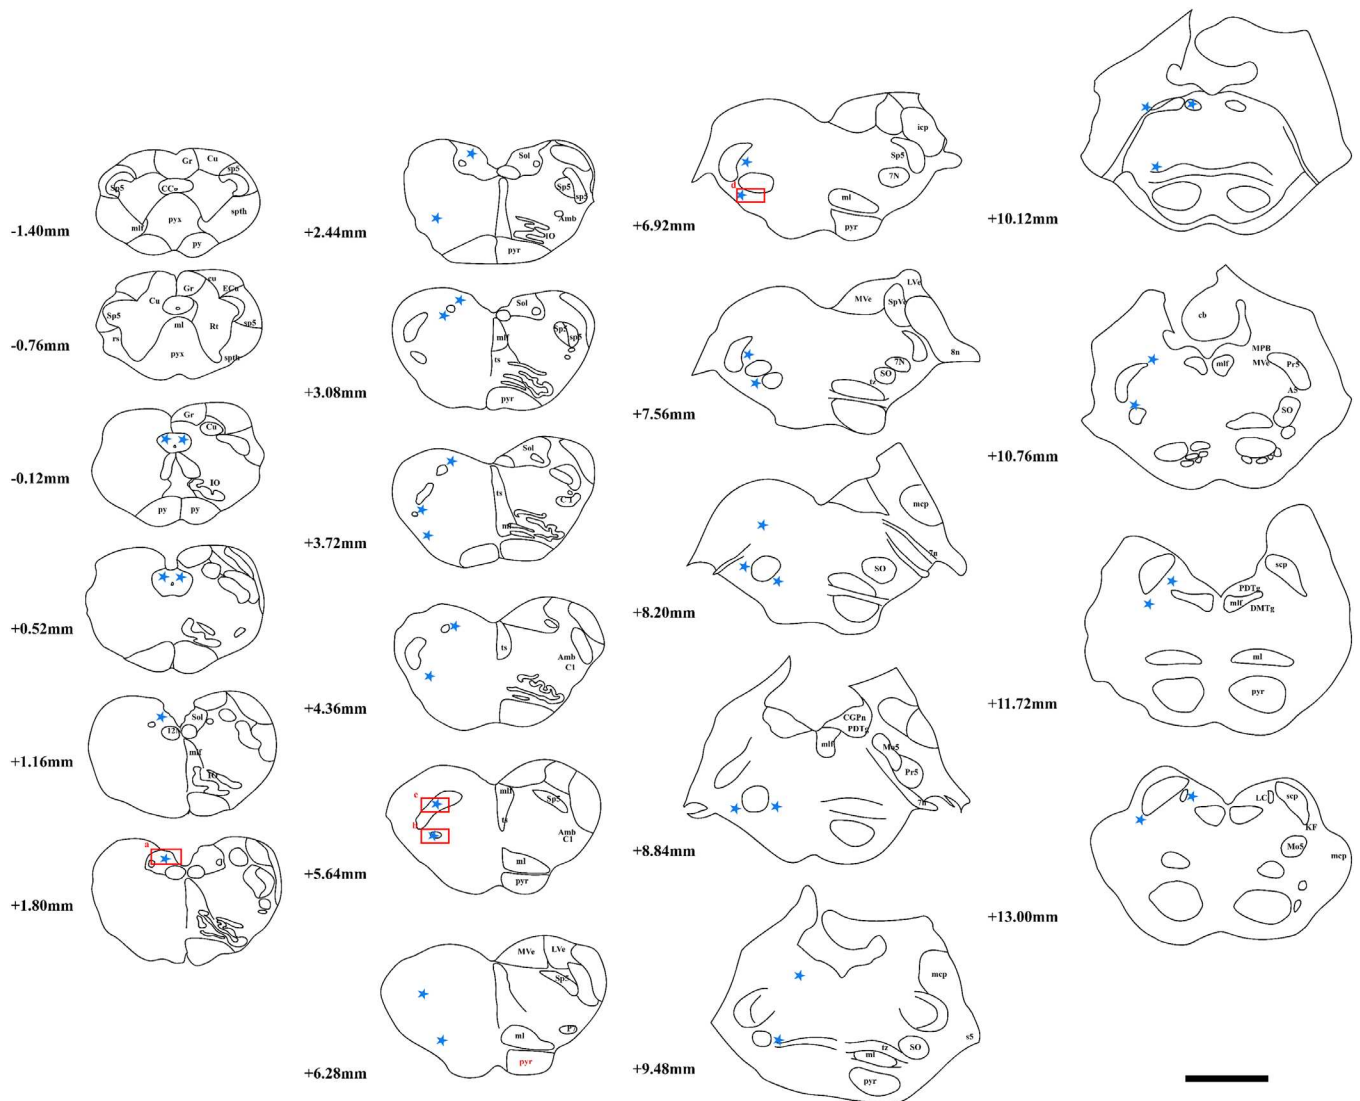 Gr
Cu
sp5
Sp5
CC
pyx
spth
mlf
py
-1.40mm
cu
Gr
ECu
Cu
Sp5
sp5
ml
Rt
rs
pyx
spth
-0.76mm
Gr
Cu
IO
py
py
-0.12mm
+0.52mm
Sol
12n
mlf
IO
+1.16mm
a
+1.80mm
Sol
Sp5
sp5
Amb
IO
pyr
+2.44mm
Sol
Sp5
sp5
mlf
ts
pyr
+3.08mm
Sol
ts
ml
+3.72mm
ts
Amb
C1
+4.36mm
c
mlf
Sp5
ts
b
Amb
C1
ml
pyr
+5.64mm
MVe
LVe
Sp5
P7
ml
pyr
+6.28mm
icp
Sp5
7N
d
ml
pyr
+6.92mm
LVe
MVe
SpVe
8n
7N
SO
tz
+7.56mm
mcp
7n
SO
+8.20mm
CGPn
PDTg
mlf
Mo5
Pr5
7n
+8.84mm
mcp
s5
SO
tz
ml
pyr
+9.48mm
+10.12mm
cb
MPB
mlf
MVe
Pr5
A5
SO
+10.76mm
scp
PDTg
mlf
DMTg
ml
pyr
+11.72mm
LC
scp
KF
Mo5
mcp
+13.00mm